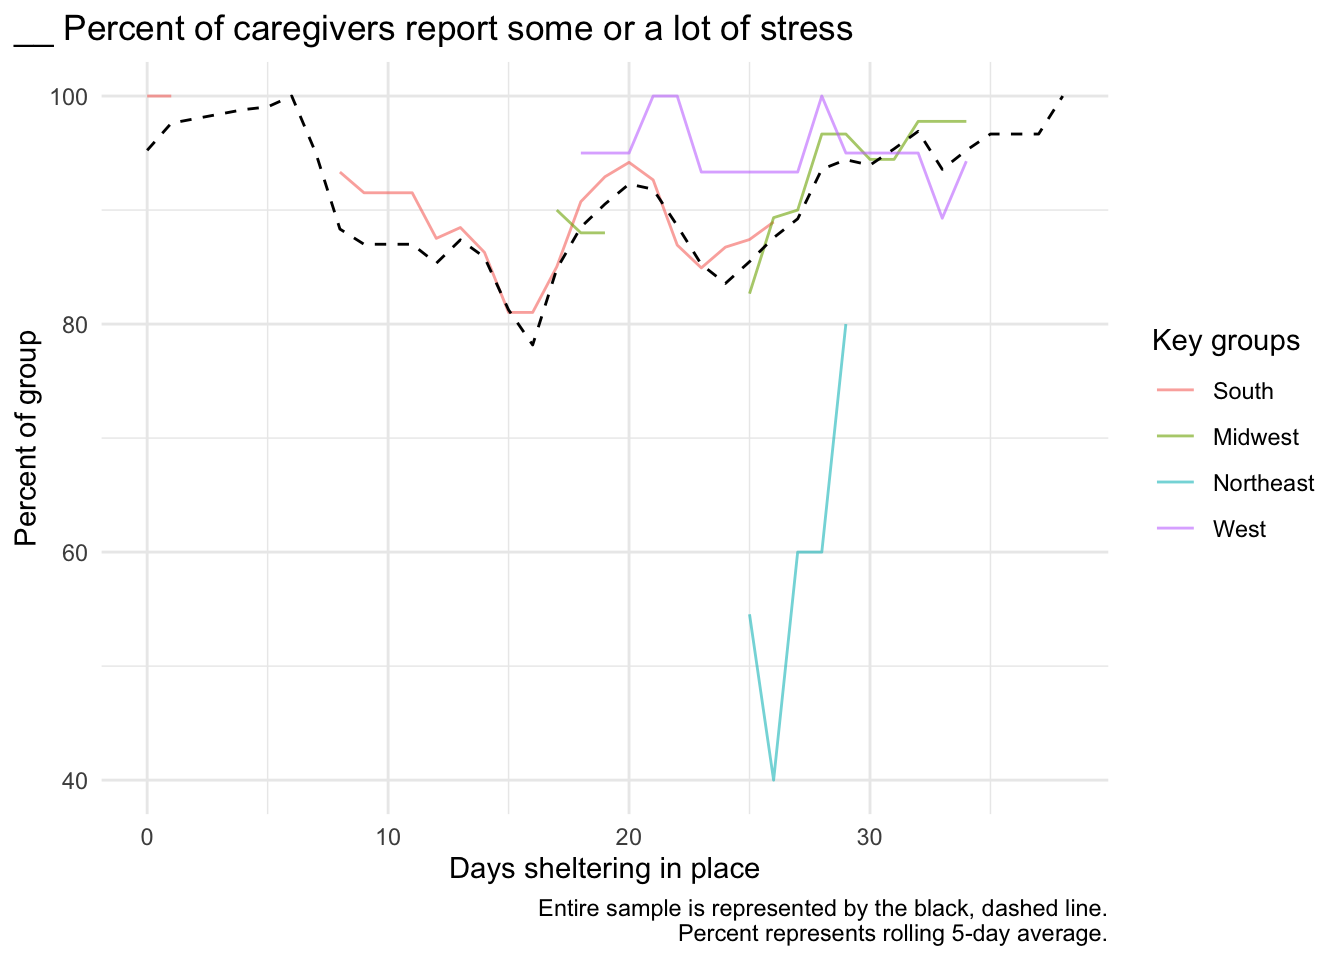 __ Percent of caregivers report some or a lot of stress
100
80
60
40
Percent of group
0 10 20 30
Days sheltering in place
Key groups
South
Midwest
Northeast
West
Entire sample is represented by the black, dashed line.
Percent represents rolling 5-day average.